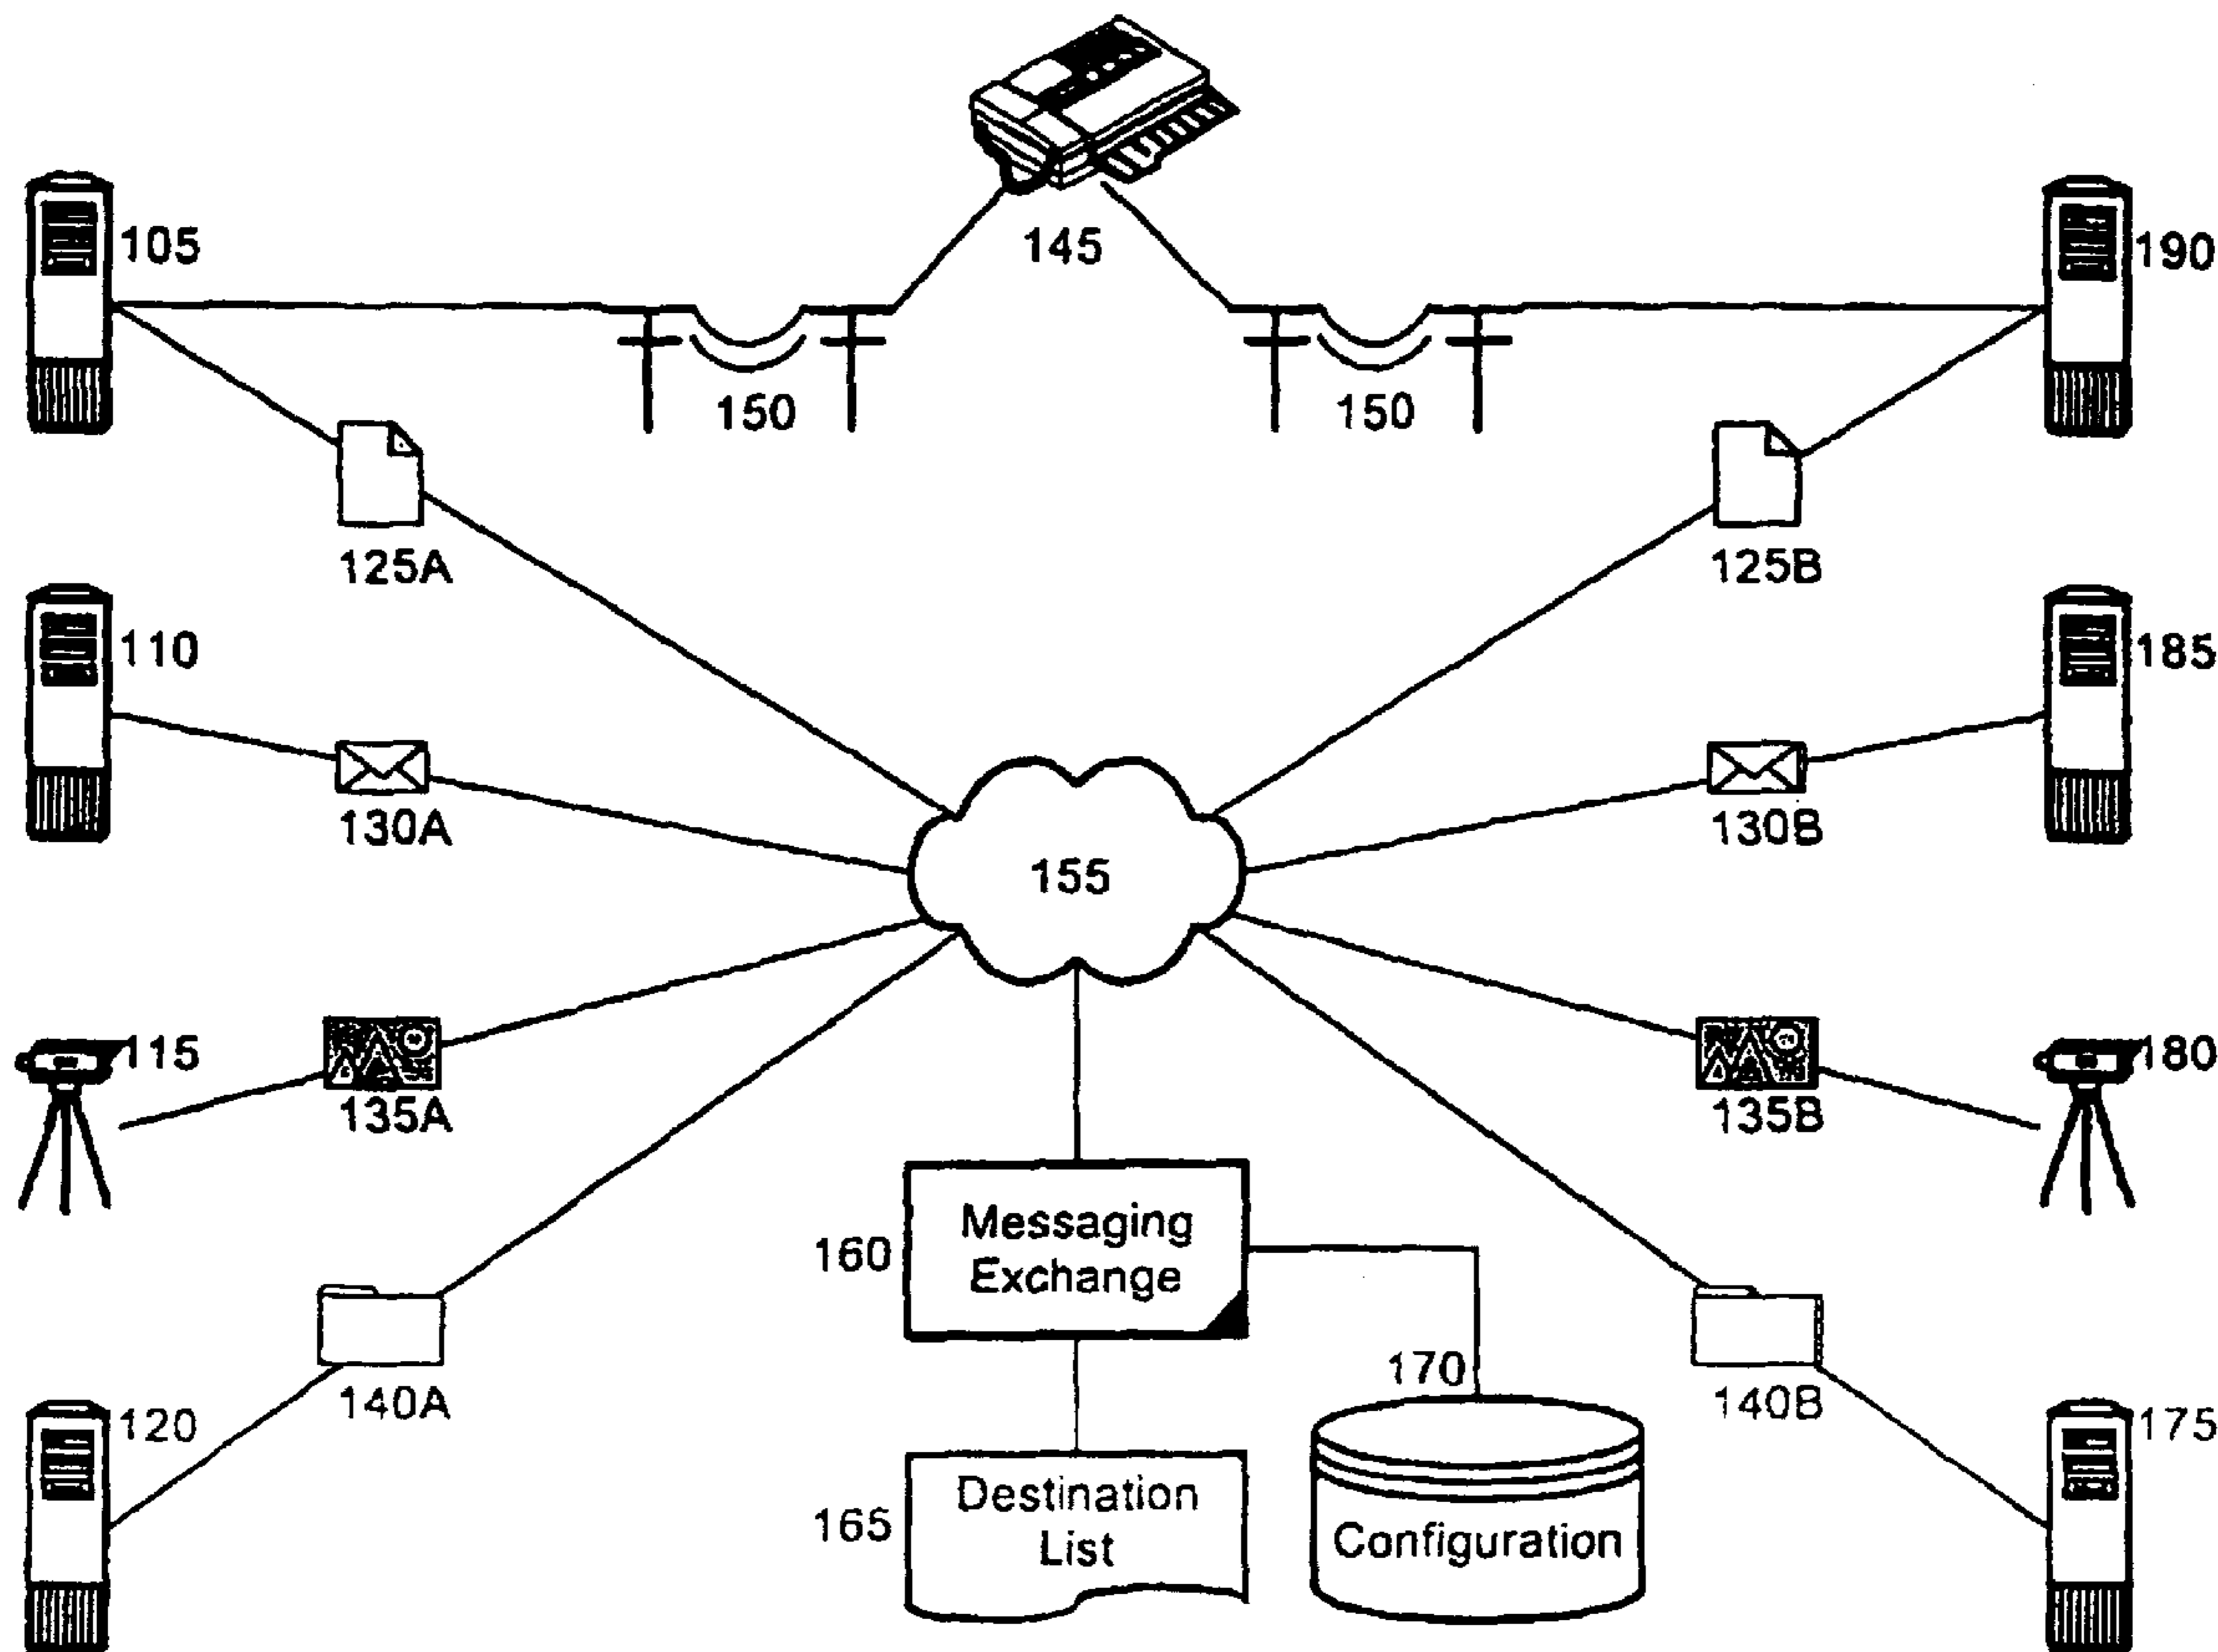 105
145
190
150
150
125A
125B
110
185
130A
130B
155
115
180
135A
135B
160
Messaging
Exchange
170
140A
140B
120
175
165
Destination
List
Configuration